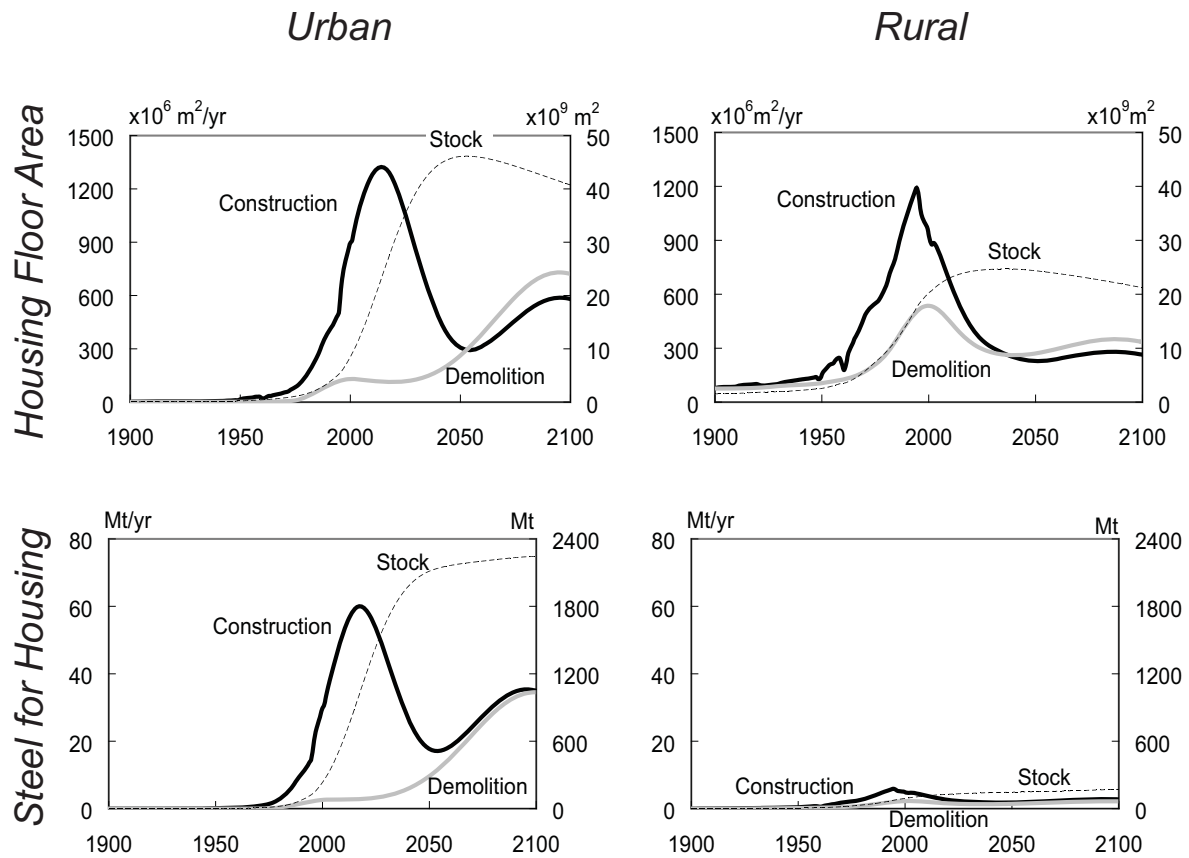 Urban
Rural
Housing Floor Area
x10⁶ m²/yr
x10⁹ m²
1500
1200
900
600
300
0
50
40
30
20
10
0
Stock
Construction
Demolition
1900 1950 2000 2050 2100
x10⁶m²/yr
x10⁹m²
1500
1200
900
600
300
0
50
40
30
20
10
0
Construction
Stock
Demolition
1900 1950 2000 2050 2100
Steel for Housing
Mt/yr
Mt
80
60
40
20
0
2400
1800
1200
600
0
Stock
Construction
Demolition
1900 1950 2000 2050 2100
Mt/yr
Mt
80
60
40
20
0
2400
1800
1200
600
0
Construction
Stock
Demolition
1900 1950 2000 2050 2100